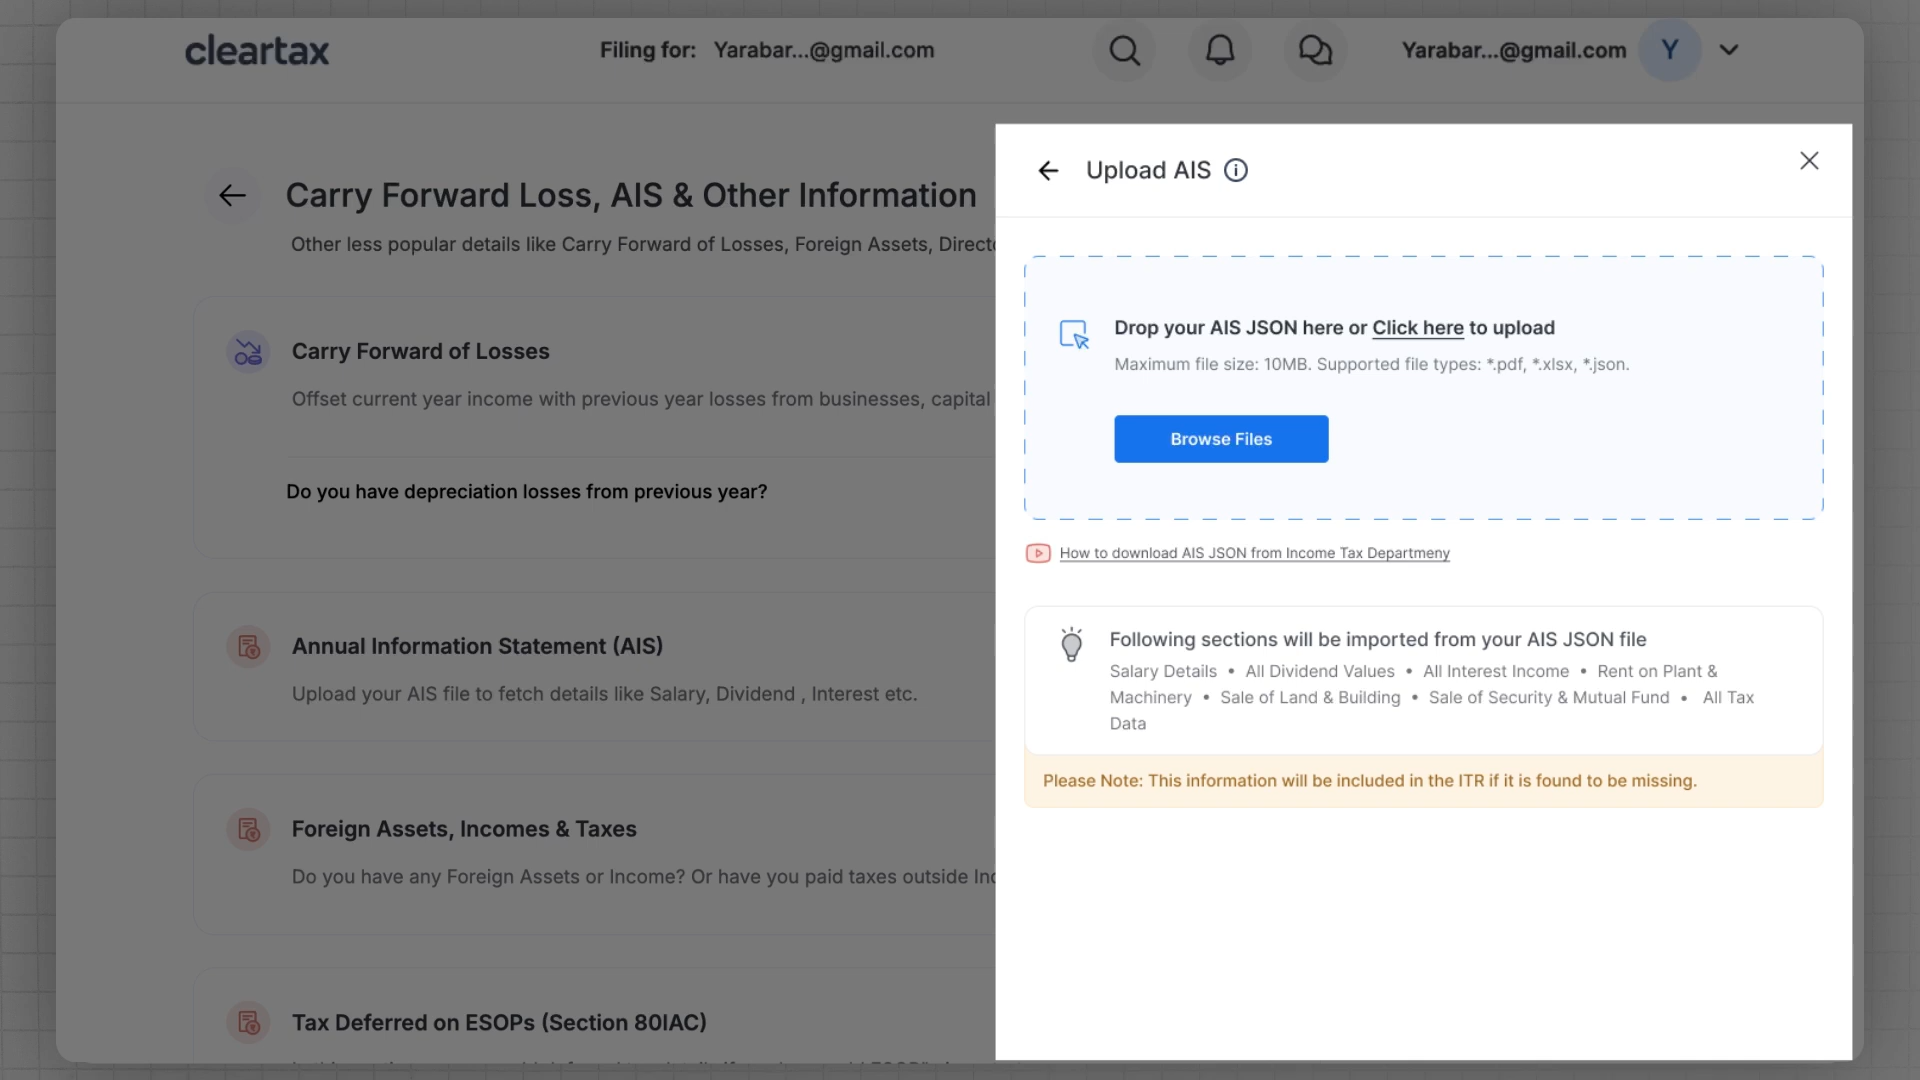 cleartax
Filing for: Yarabar...@gmail.com
Yarabar...@gmail.com
Y
Carry Forward Loss, AIS & Other Information
Other less popular details like Carry Forward of Losses, Foreign Assets,
Carry Forward of Losses
Offset current year income with previous year losses from businesses, capital
Do you have depreciation losses from previous year?
Annual Information Statement (AIS)
Upload your AIS file to fetch details like Salary, Dividend , Interest etc.
Foreign Assets, Incomes & Taxes
Do you have any Foreign Assets or Income? Or have you paid taxes outside
Tax Deferred on ESOPs (Section 80IAC)
Upload AIS
Drop your AIS JSON here or Click here to upload
Maximum file size: 10MB. Supported file types: *.pdf, *.xlsx, *.json.
Browse Files
How to download AIS JSON from Income Tax Departmeny
Following sections will be imported from your AIS JSON file
Salary Details • All Dividend Values • All Interest Income • Rent on Plant &
Machinery • Sale of Land & Building • Sale of Security & Mutual Fund • All Tax
Data
Please Note: This information will be included in the ITR if it is found to be missing.